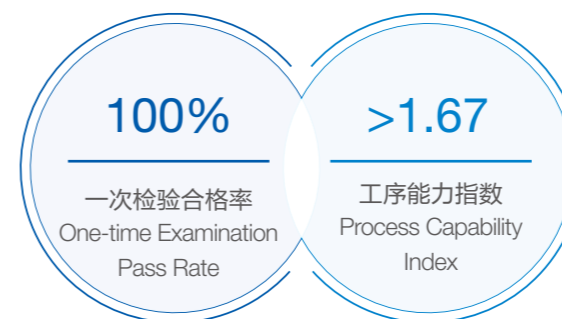 100%
一次检验合格率
One-time Examination
Pass Rate
>1.67
工序能力指数
Process Capability
Index